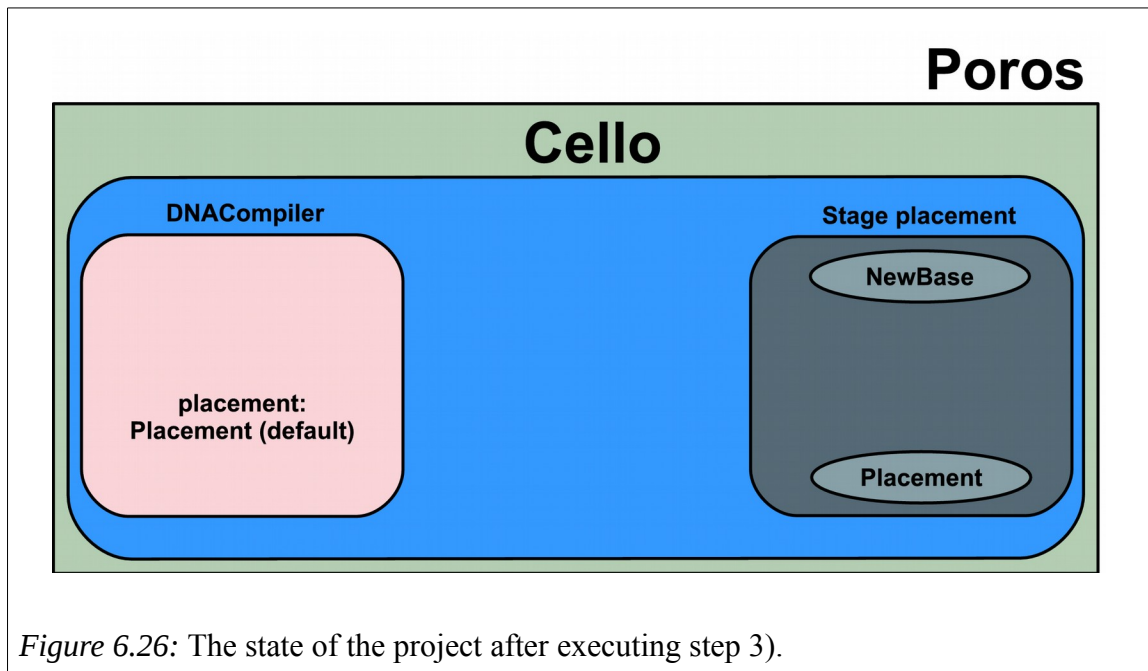 Poros
Cello
DNACompiler
Stage placement
NewBase
placement:
Placement (default)
Placement
Figure 6.26: The state of the project after executing step 3).